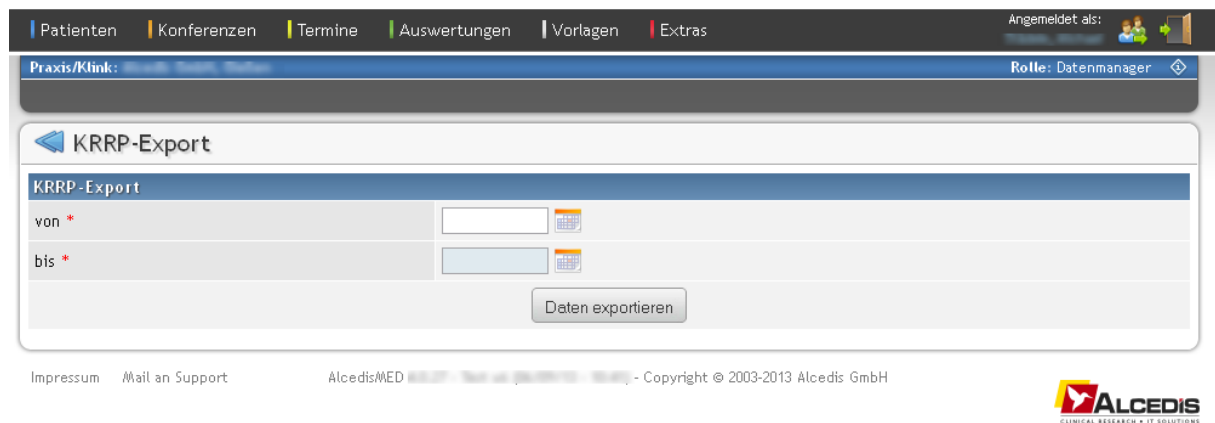 Patienten Konferenzen Termine Auswertungen Vorlagen Extras Angemeldet als:
Praxis/Klink: Rolle: Datenmanager
KRRP-Export
KRRP-Export
von *
bis *
Daten exportieren
Impressum Mail an Support AlcedisMED - Copyright © 2003-2013 Alcedis GmbH
ALCEDIS
CLINICAL RESEARCH • IT SOLUTIONS